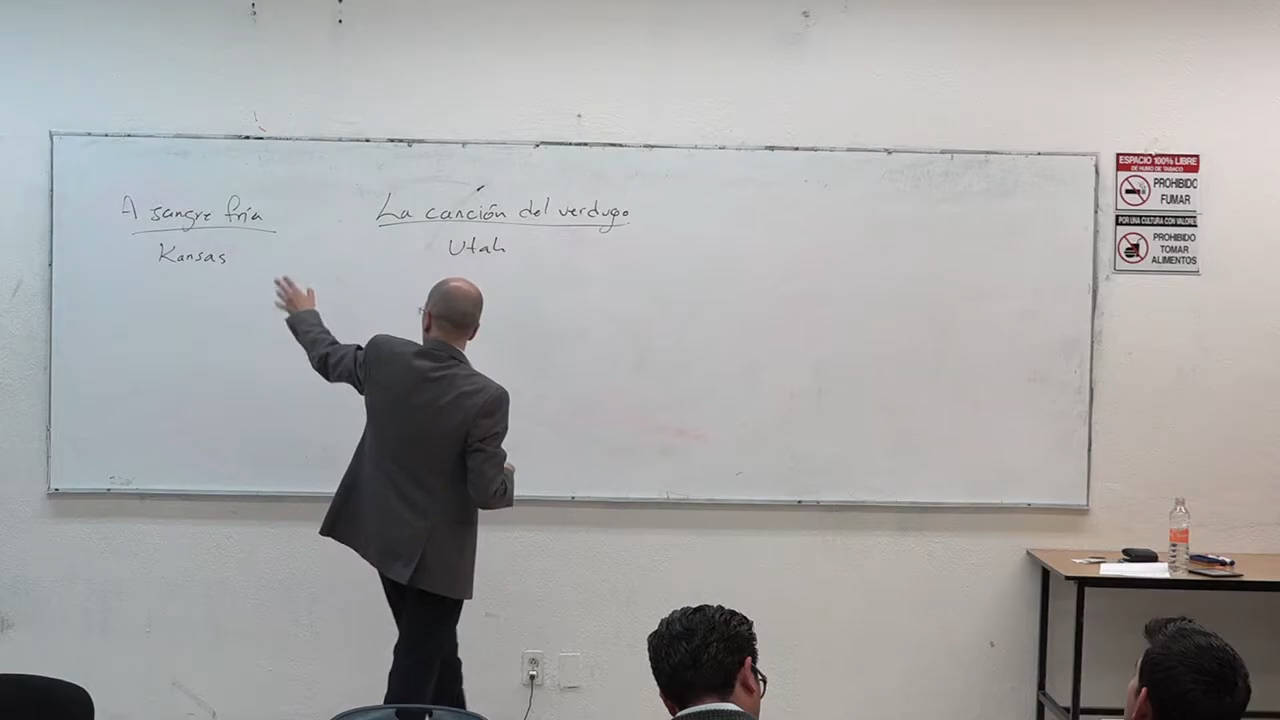 A sangre fría
Kansas
La canción del verdugo
Utah
ESPACIO 100% LIBRE
DE HUMO DE TABACO
PROHIBIDO
FUMAR
POR UNA CULTURA CON VALORES
PROHIBIDO
TOMAR
ALIMENTOS